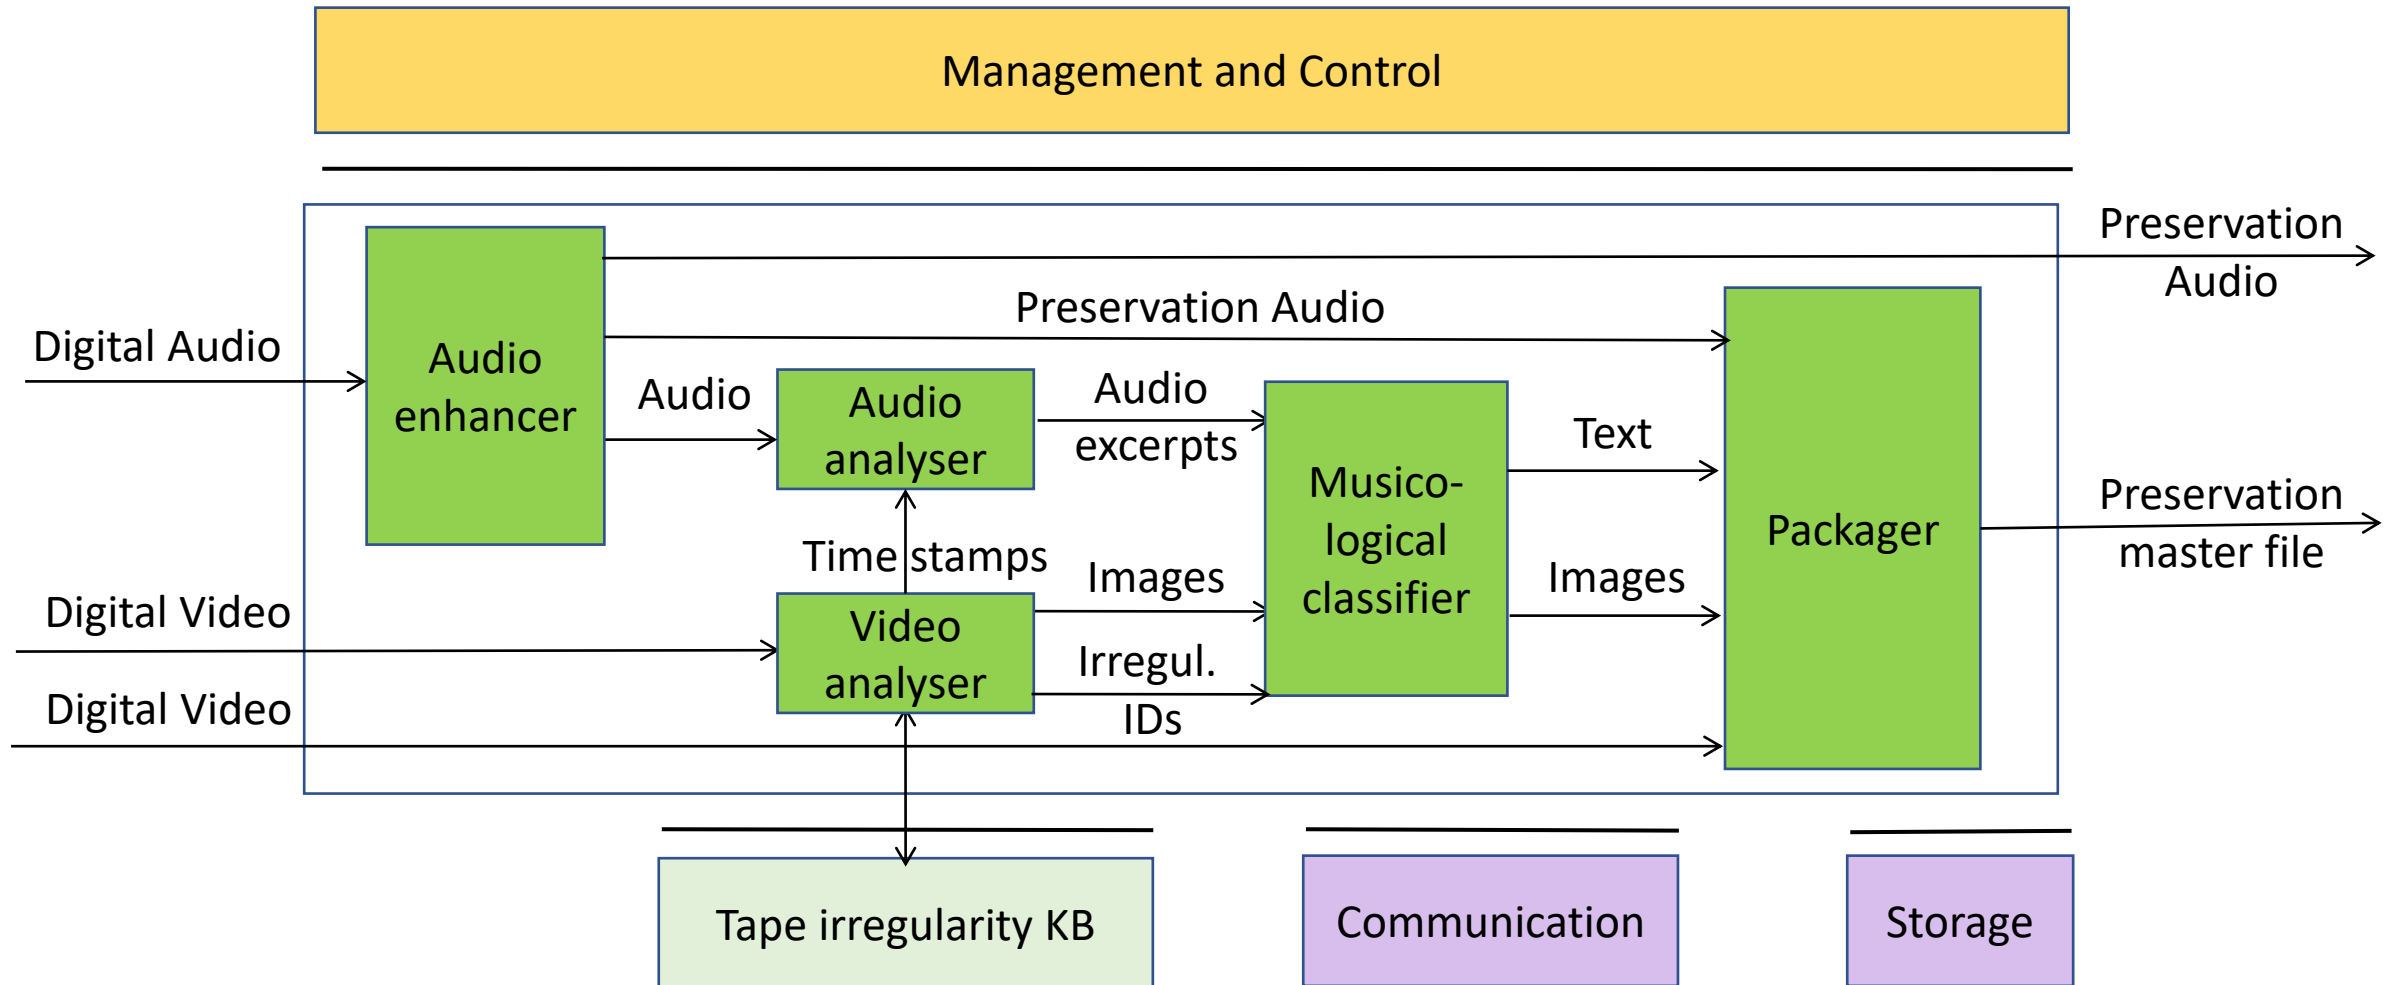 Management and Control
Preservation
Audio
Preservation Audio
Digital Audio
Audio
enhancer
Audio
Audio
analyser
Audio
excerpts
Text
Musico-
logical
classifier
Packager
Preservation
master file
Time stamps
Images
Images
Digital Video
Video
analyser
Irregul.
IDs
Digital Video
Tape irregularity KB
Communication
Storage